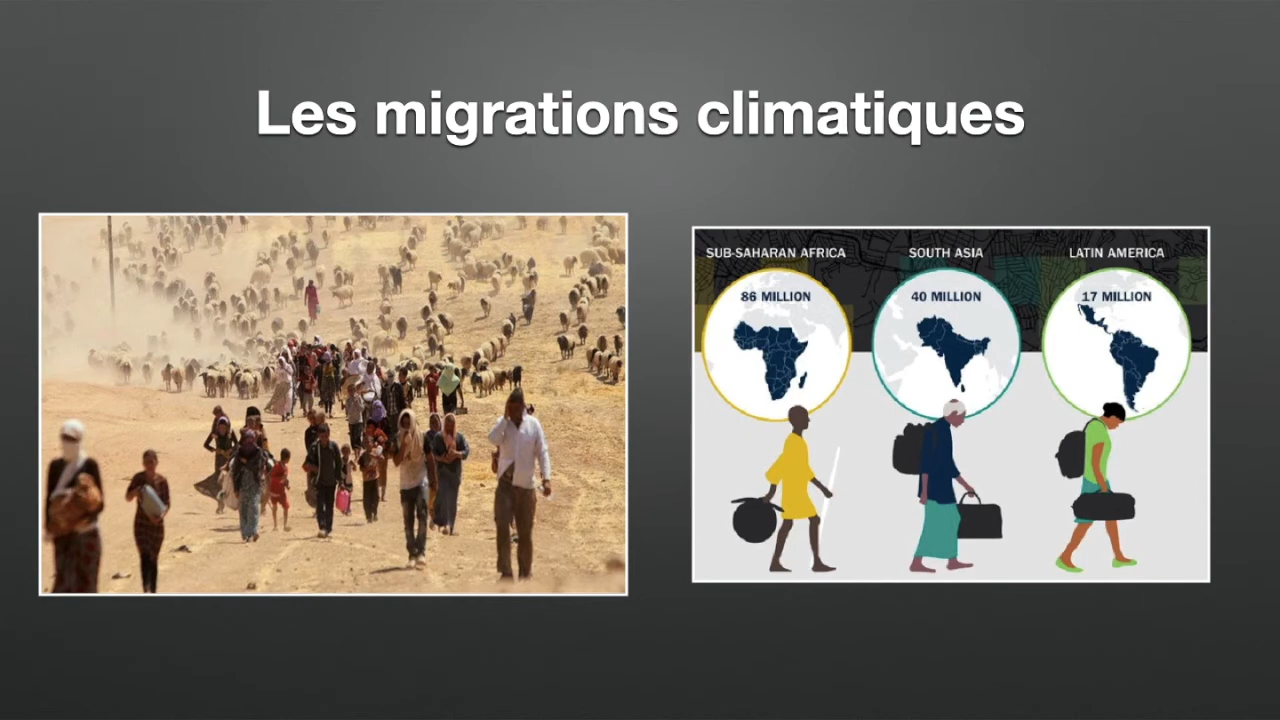 Les migrations climatiques
SUB-SAHARAN AFRICA
86 MILLION
SOUTH ASIA
40 MILLION
LATIN AMERICA
17 MILLION